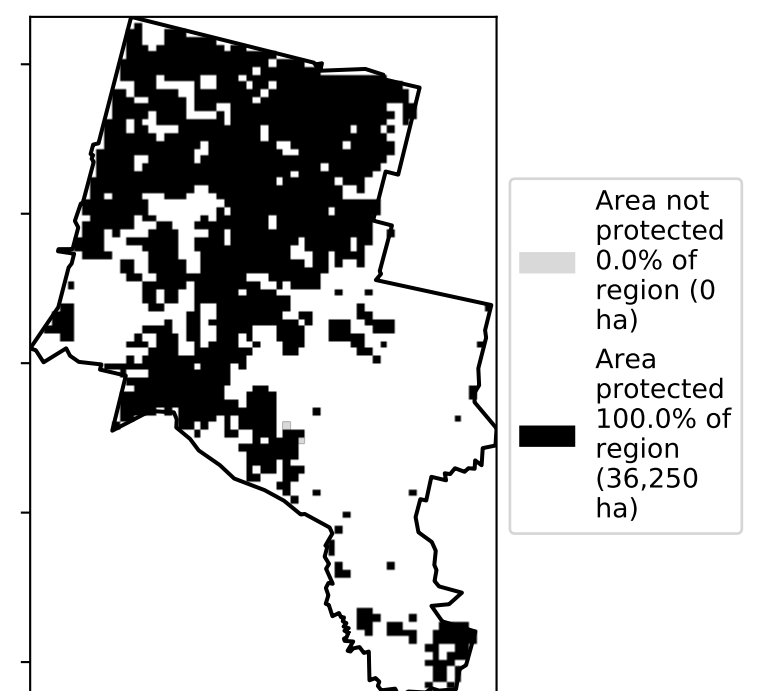 Area not
protected
0.0% of
region (0
ha)
Area
protected
100.0% of
region
(36,250
ha)